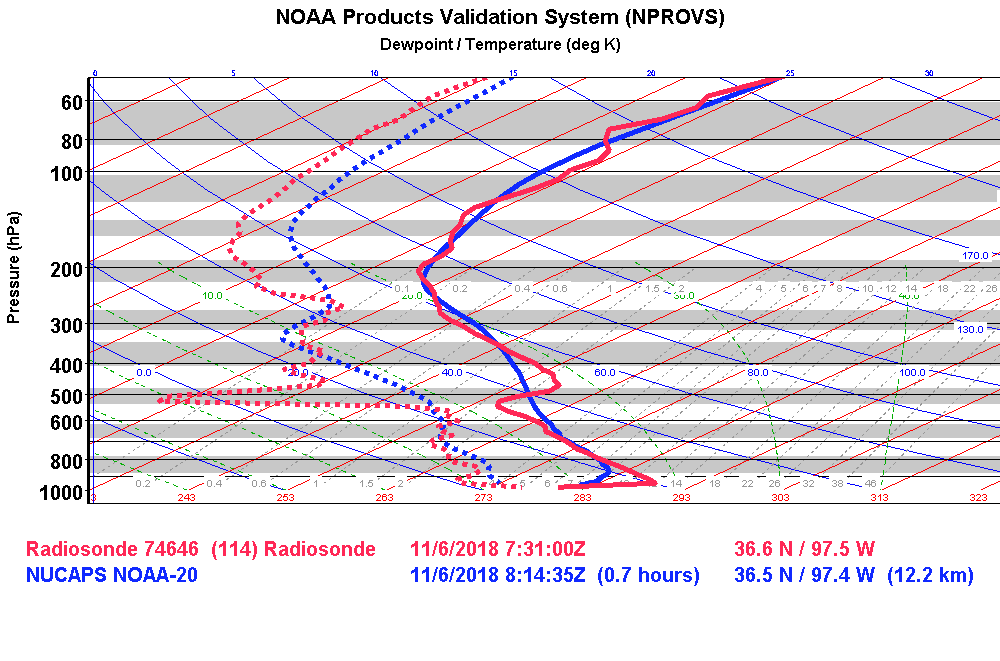 NOAA Products Validation System (NPROVS)
Dewpoint / Temperature (deg K)
0 5 10 15 20 25 30
60
80
100
170.0
200
0.1 0.2 0.4 0.6 1 1.5 2 4 5 6 7 8 10 12 14 18 22 26
10.0 20.0 30.0 40.0
300
130.0
400
0.0 20.0 40.0 60.0 80.0 100.0
500
600
800
0.2 0.4 0.6 1 1.5 2 5 6 14 18 22 26 32 38 46
1000
3 243 253 263 273 283 293 303 313 323
Pressure (hPa)
Radiosonde 74646 (114) Radiosonde 11/6/2018 7:31:00Z 36.6 N / 97.5 W
NUCAPS NOAA-20 11/6/2018 8:14:35Z (0.7 hours) 36.5 N / 97.4 W (12.2 km)